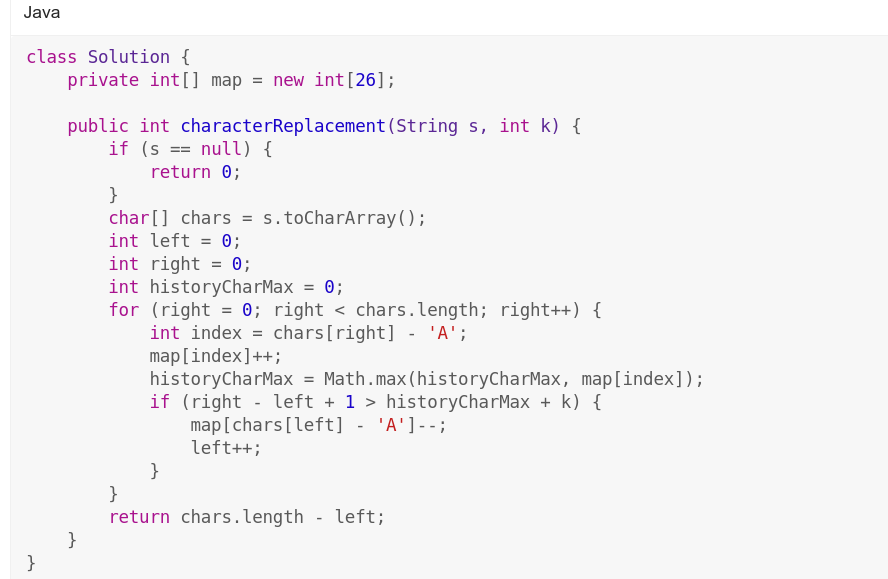 Java
class Solution {
    private int[] map = new int[26];

    public int characterReplacement(String s, int k) {
        if (s == null) {
            return 0;
        }
        char[] chars = s.toCharArray();
        int left = 0;
        int right = 0;
        int historyCharMax = 0;
        for (right = 0; right < chars.length; right++) {
            int index = chars[right] - 'A';
            map[index]++;
            historyCharMax = Math.max(historyCharMax, map[index]);
            if (right - left + 1 > historyCharMax + k) {
                map[chars[left] - 'A']--;
                left++;
            }
        }
        return chars.length - left;
    }
}